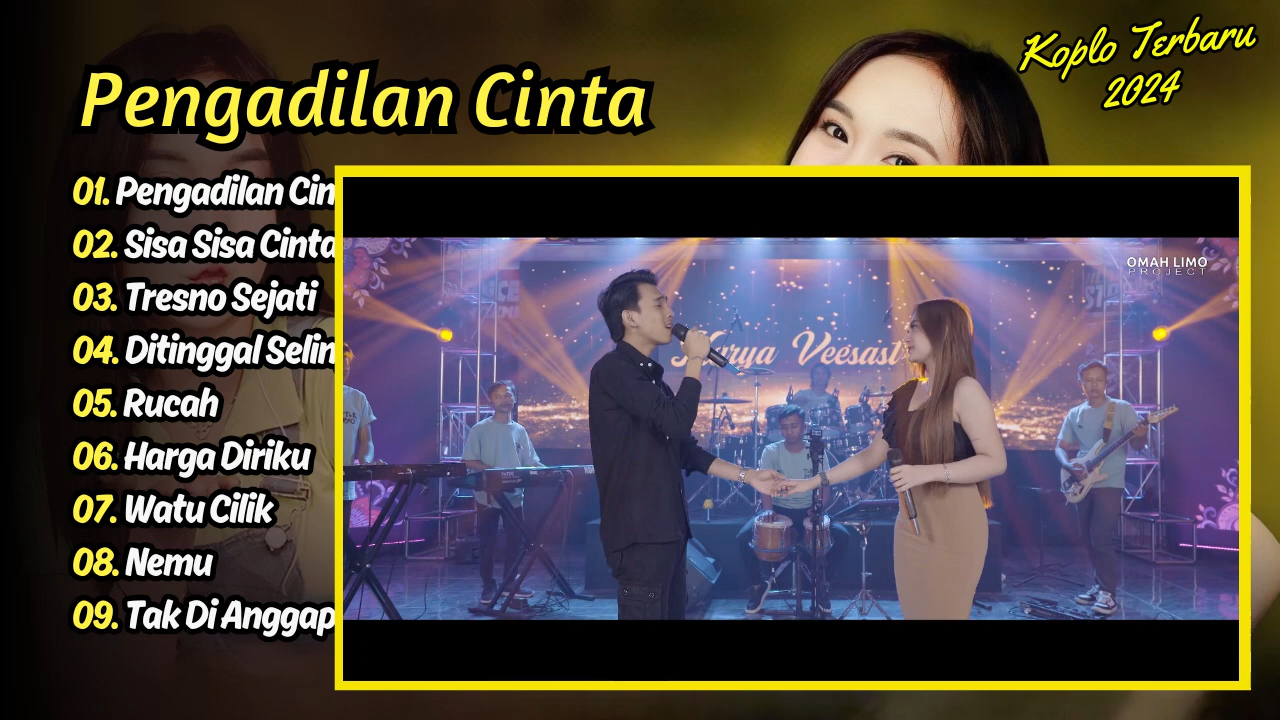 Koplo Terbaru
2024
Pengadilan Cinta
01. Pengadilan Cin
02. Sisa Sisa Cinta
03. Tresno Sejati
04. Ditinggal Selin
05. Rucah
06. Harga Diriku
07. Watu Cilik
08. Nemu
09. Tak Di Anggap
OMAH LIMO
PROJECT